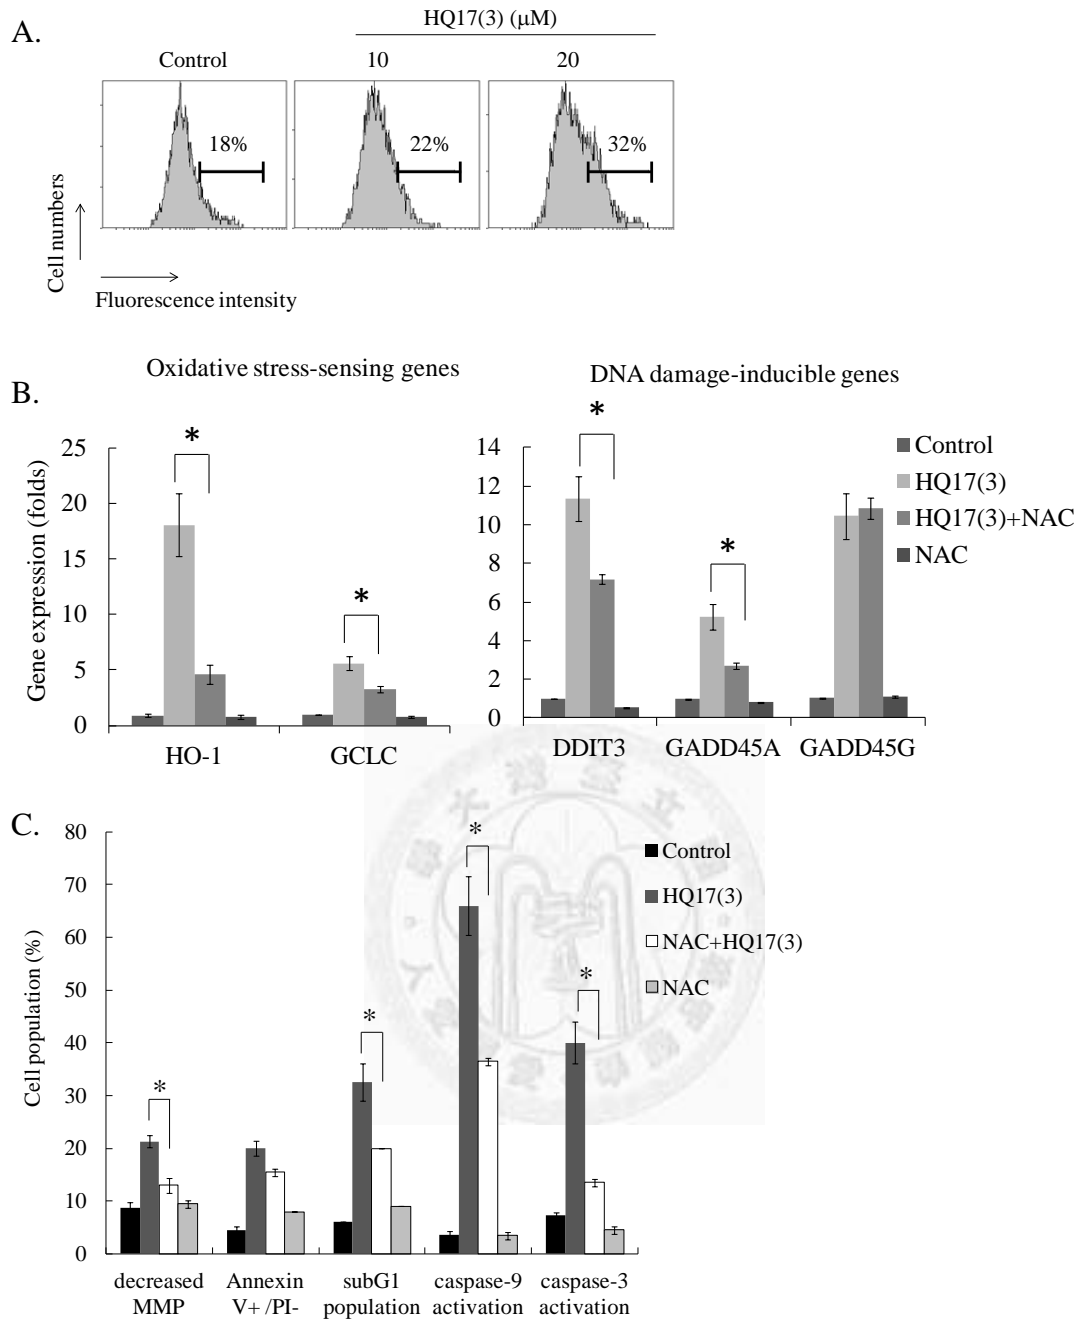 A.
HQ17(3) (μM)
Control
10
20
18%
22%
32%
Cell numbers
Fluorescence intensity
Oxidative stress-sensing genes
DNA damage-inducible genes
B.
Gene expression (folds)
25
20
15
10
5
0
*
*
HO-1
GCLC
14
12
10
8
6
4
2
0
*
*
DDIT3
GADD45A
GADD45G
Control
HQ17(3)
HQ17(3)+NAC
NAC
C.
Cell population (%)
80
70
60
50
40
30
20
10
0
*
*
*
*
Control
HQ17(3)
NAC+HQ17(3)
NAC
decreased
MMP
Annexin
V+ /PI-
subG1
population
caspase-9
activation
caspase-3
activation